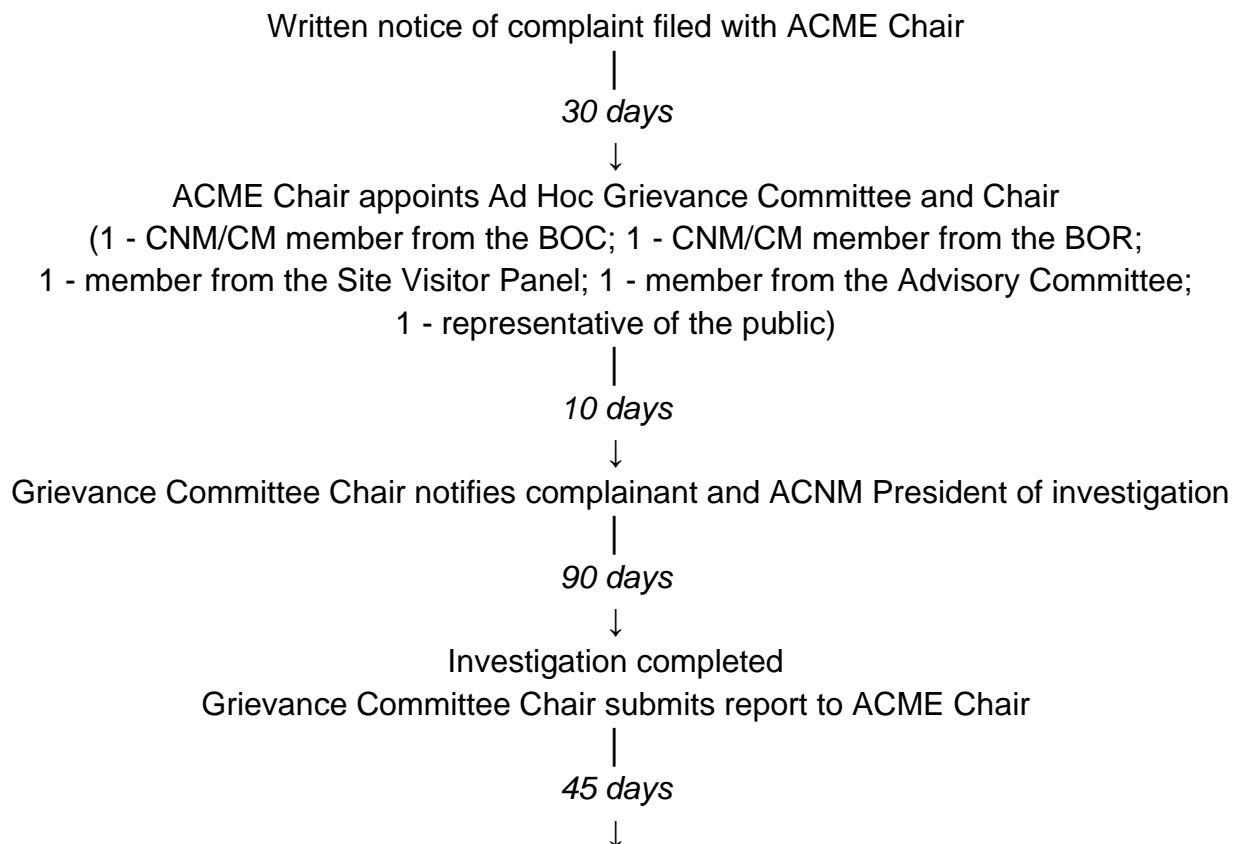 Written notice of complaint filed with ACME Chair
30 days
↓
ACME Chair appoints Ad Hoc Grievance Committee and Chair
(1 - CNM/CM member from the BOC; 1 - CNM/CM member from the BOR;
1 - member from the Site Visitor Panel; 1 - member from the Advisory Committee;
1 - representative of the public)
10 days
↓
Grievance Committee Chair notifies complainant and ACNM President of investigation
90 days
↓
Investigation completed
Grievance Committee Chair submits report to ACME Chair
45 days
↓